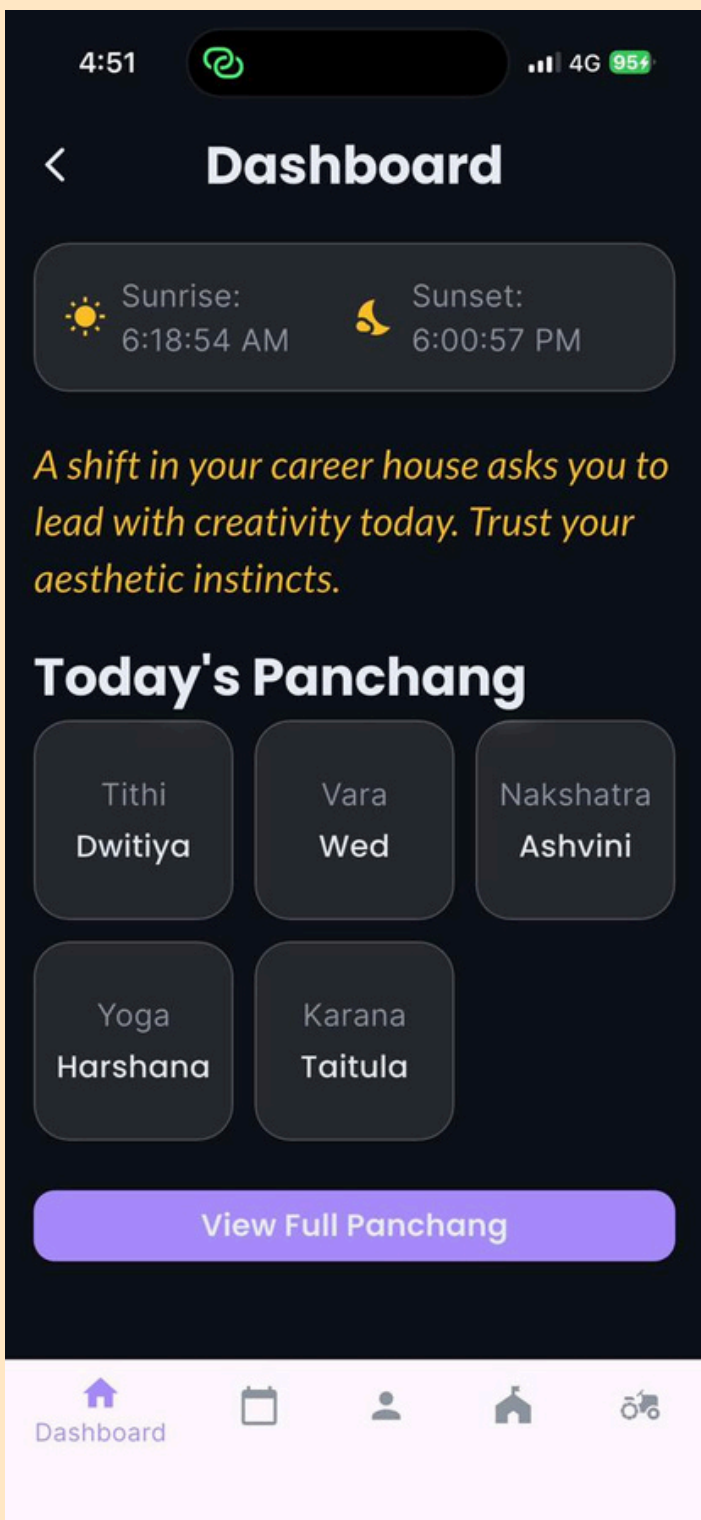 4:51
4G 95
Dashboard
Sunrise:
6:18:54 AM
Sunset:
6:00:57 PM
A shift in your career house asks you to
lead with creativity today. Trust your
aesthetic instincts.
Today's Panchang
Tithi
Dwitiya
Vara
Wed
Nakshatra
Ashvini
Yoga
Harshana
Karana
Taitula
View Full Panchang
Dashboard